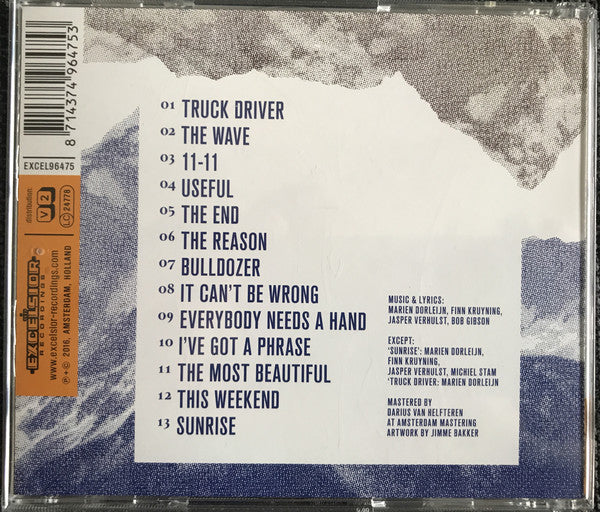 8 714374 964753
EXCEL96475
distribution:
V2
LC 24778
EXCELSIOR
RECORDINGS
www.excelsior-recordings.com
℗ + © 2016, AMSTERDAM, HOLLAND
01 TRUCK DRIVER
02 THE WAVE
03 11-11
04 USEFUL
05 THE END
06 THE REASON
07 BULLDOZER
08 IT CAN'T BE WRONG
09 EVERYBODY NEEDS A HAND
10 I'VE GOT A PHRASE
11 THE MOST BEAUTIFUL
12 THIS WEEKEND
13 SUNRISE
MUSIC & LYRICS:
MARIEN DORLEIJN, FINN KRUYNING,
JASPER VERHULST, BOB GIBSON
EXCEPT:
'SUNRISE': MARIEN DORLEIJN,
FINN KRUYNING,
JASPER VERHULST, MICHIEL STAM
'TRUCK DRIVER: MARIEN DORLEIJN
MASTERED BY
DARIUS VAN HELFTEREN
AT AMSTERDAM MASTERING
ARTWORK BY JIMME BAKKER